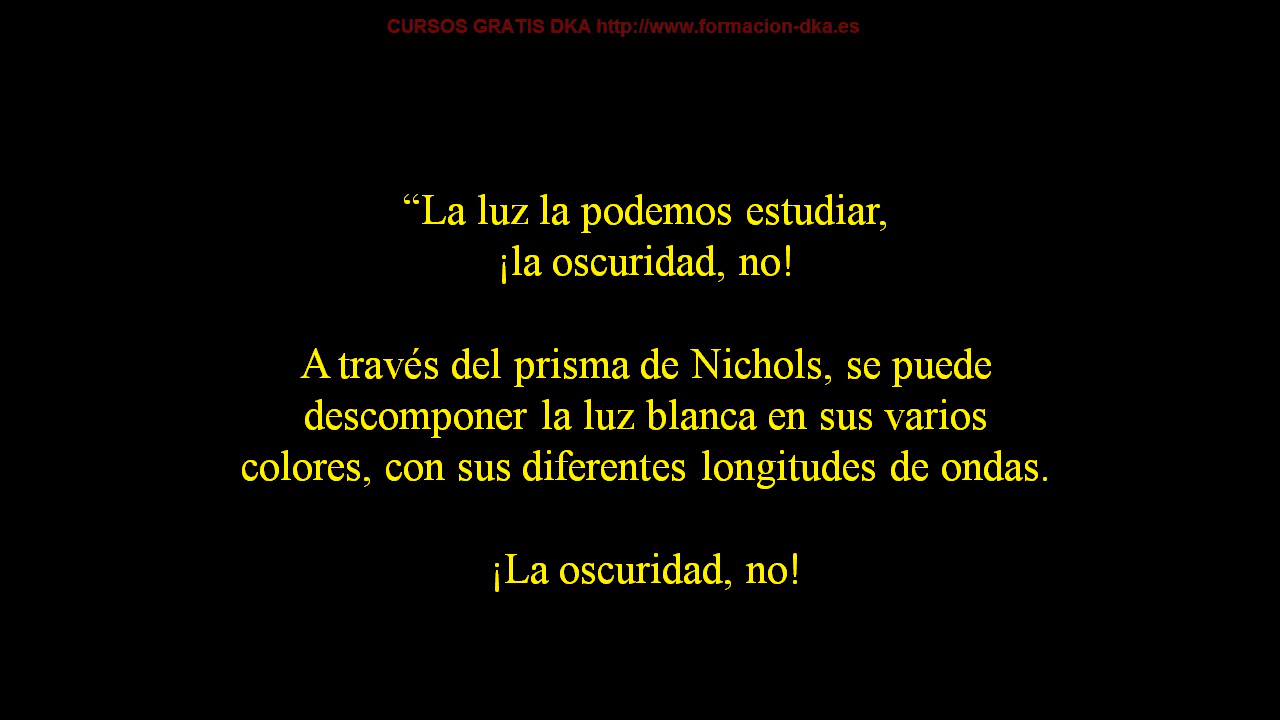 CURSOS GRATIS DKA http://www.formacion-dka.es
“La luz la podemos estudiar,
¡la oscuridad, no!
A través del prisma de Nichols, se puede
descomponer la luz blanca en sus varios
colores, con sus diferentes longitudes de ondas.
¡La oscuridad, no!